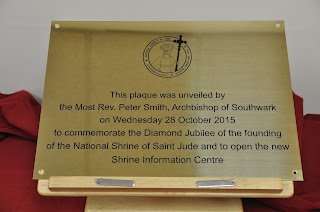 This plaque was unveiled by
the Most Rev. Peter Smith, Archbishop of Southwark
on Wednesday 28 October 2015
to commemorate the Diamond Jubilee of the founding
of the National Shrine of Saint Jude and to open the new
Shrine Information Centre